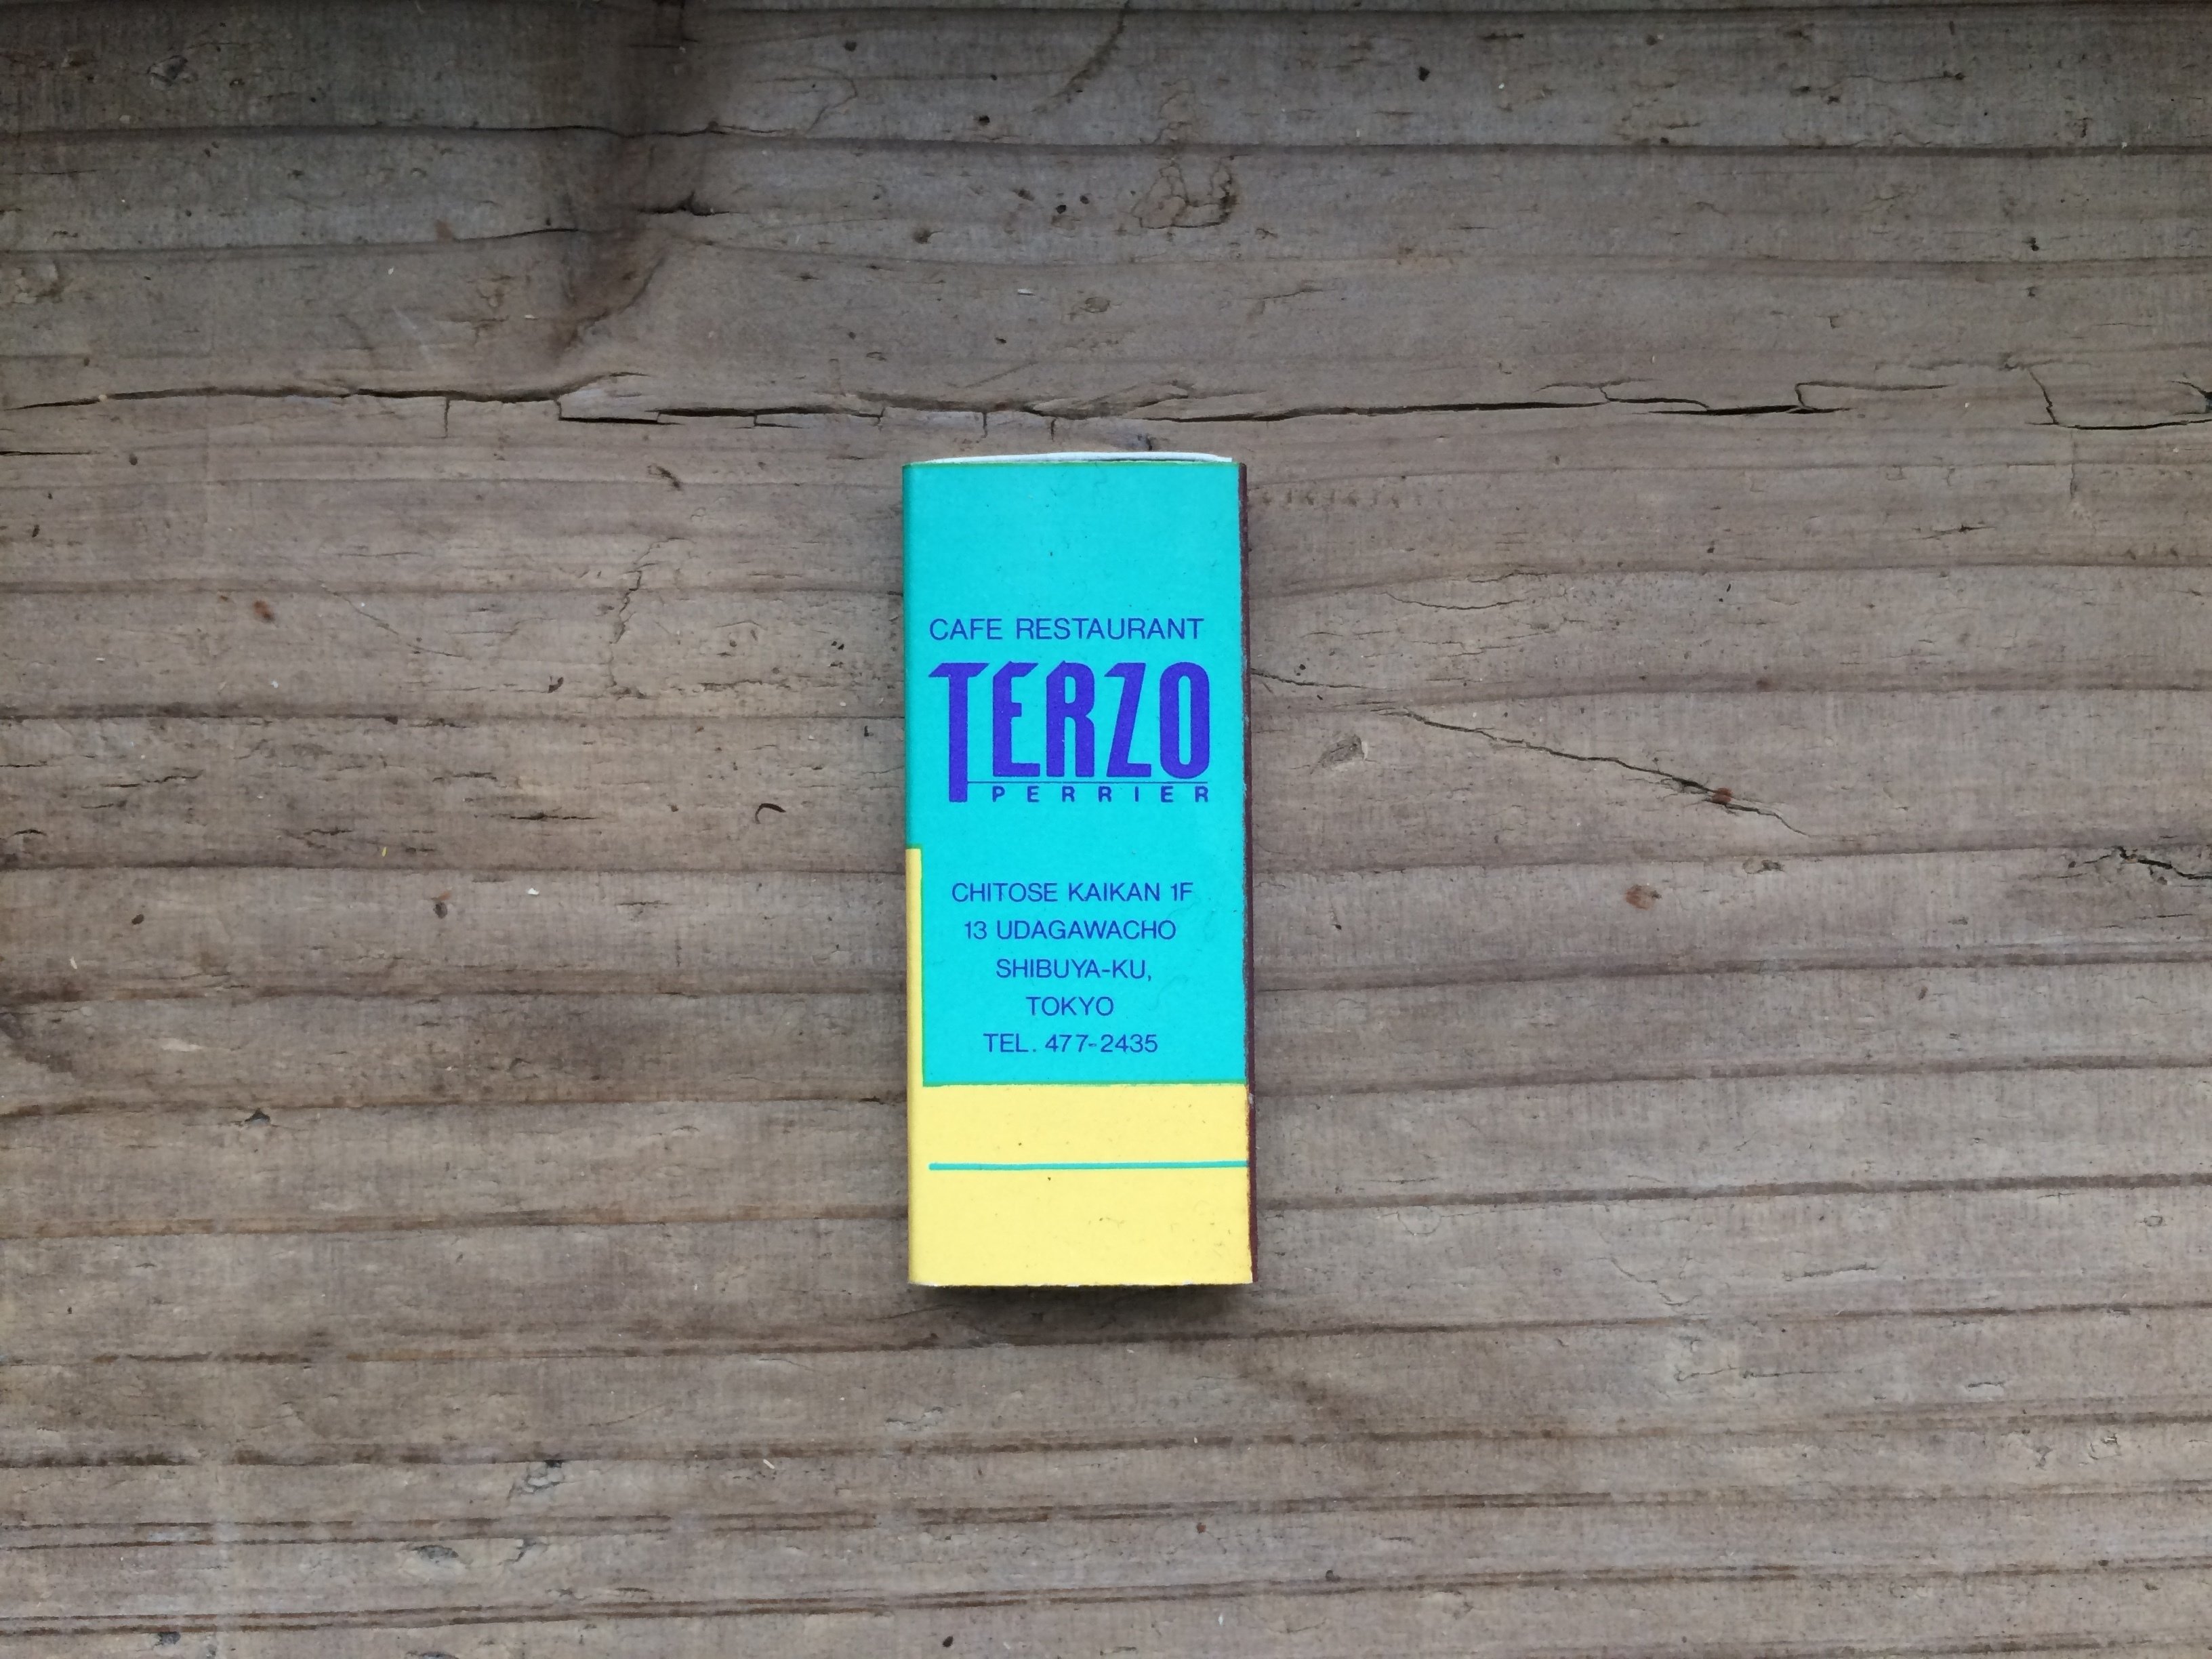 CAFE RESTAURANT
TERZO
PERRIER
CHITOSE KAIKAN 1F
13 UDAGAWACHO
SHIBUYA-KU,
TOKYO
TEL. 477-2435